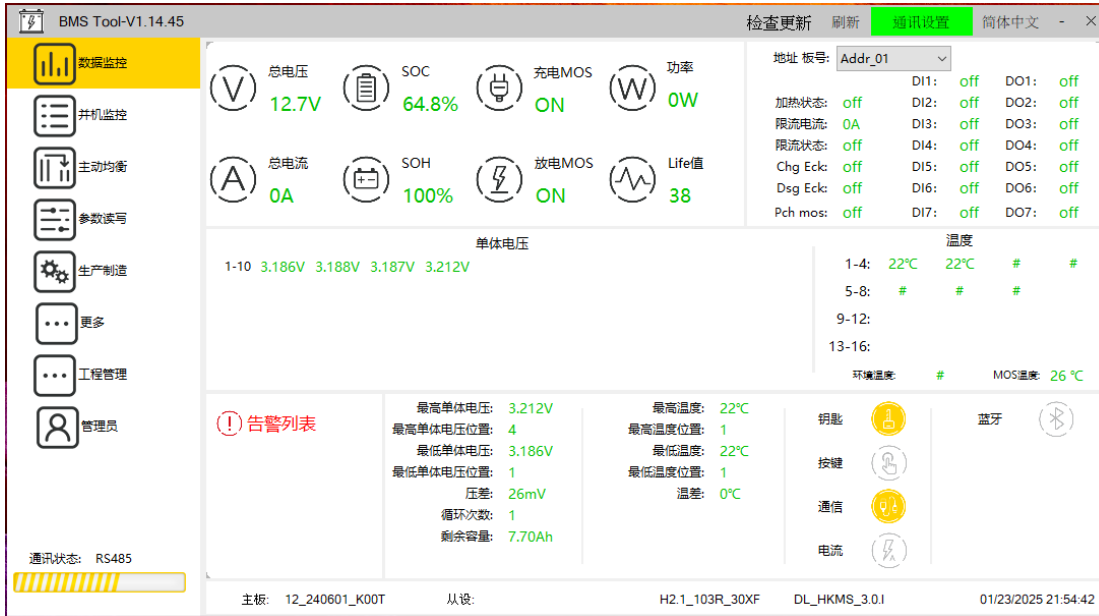 BMS Tool-V1.14.45 检查更新 刷新 通讯设置 简体中文 - ×
数据监控
并机监控
主动均衡
参数读写
生产制造
更多
工程管理
管理员
通讯状态: RS485
总电压 12.7V
SOC 64.8%
充电MOS ON
功率 0W
总电流 0A
SOH 100%
放电MOS ON
Life值 38
地址 板号: Addr_01
DI1: off DO1: off
加热状态: off DI2: off DO2: off
限流电流: 0A DI3: off DO3: off
限流状态: off DI4: off DO4: off
Chg Eck: off DI5: off DO5: off
Dsg Eck: off DI6: off DO6: off
Pch mos: off DI7: off DO7: off
单体电压
1-10 3.186V 3.188V 3.187V 3.212V
温度
1-4: 22℃ 22℃ # #
5-8: # # #
9-12:
13-16:
环境温度: # MOS温度: 26 ℃
告警列表
最高单体电压: 3.212V
最高单体电压位置: 4
最低单体电压: 3.186V
最低单体电压位置: 1
压差: 26mV
循环次数: 1
剩余容量: 7.70Ah
最高温度: 22℃
最高温度位置: 1
最低温度: 22℃
最低温度位置: 1
温差: 0℃
钥匙
按键
通信
电流
蓝牙
主板: 12_240601_K00T 从设: H2.1_103R_30XF DL_HKMS_3.0.I 01/23/2025 21:54:42